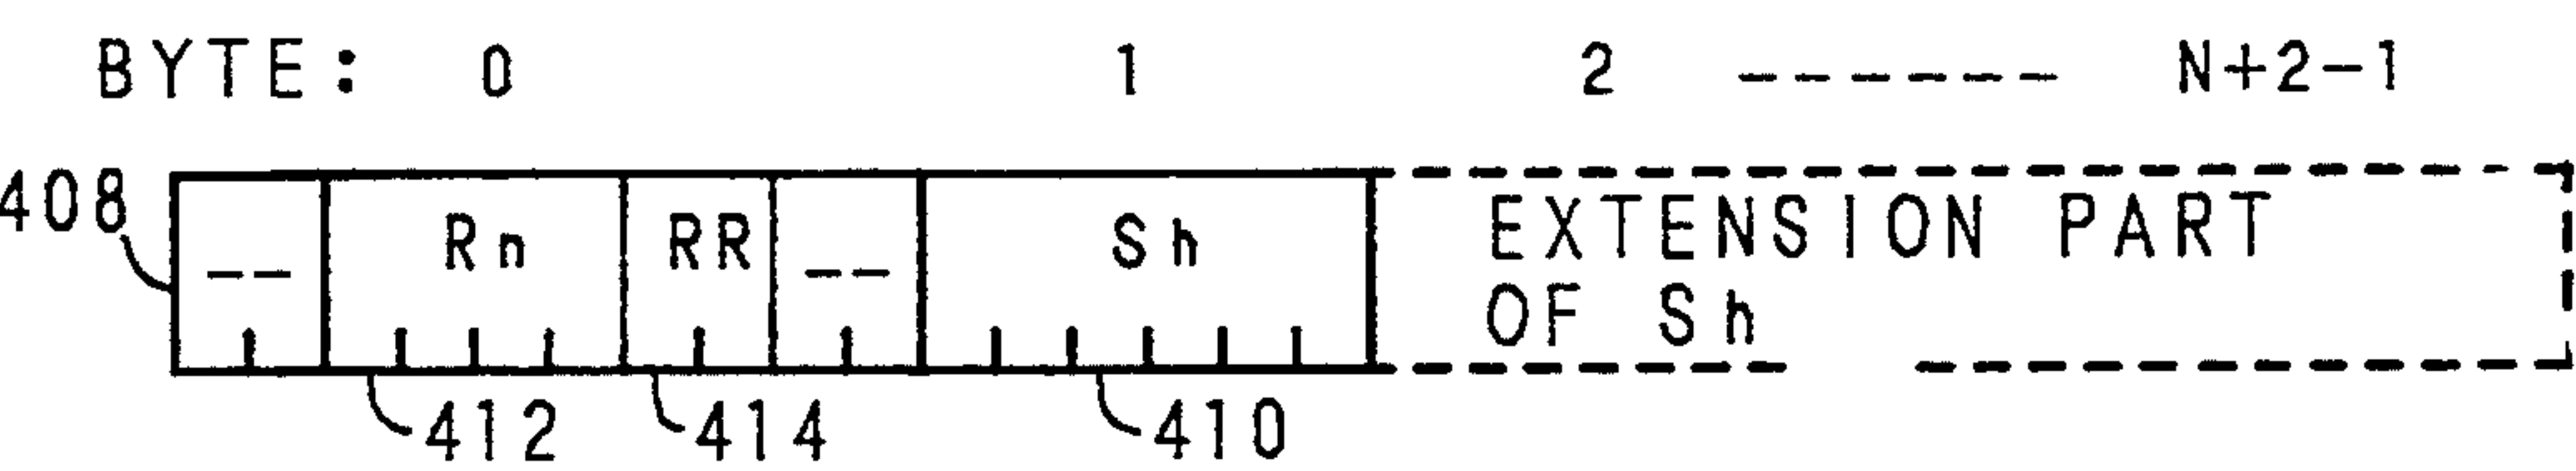 BYTE: 0 1 2 ------ N+2-1
408 -- Rn RR -- Sh EXTENSION PART
OF Sh
412 414 410